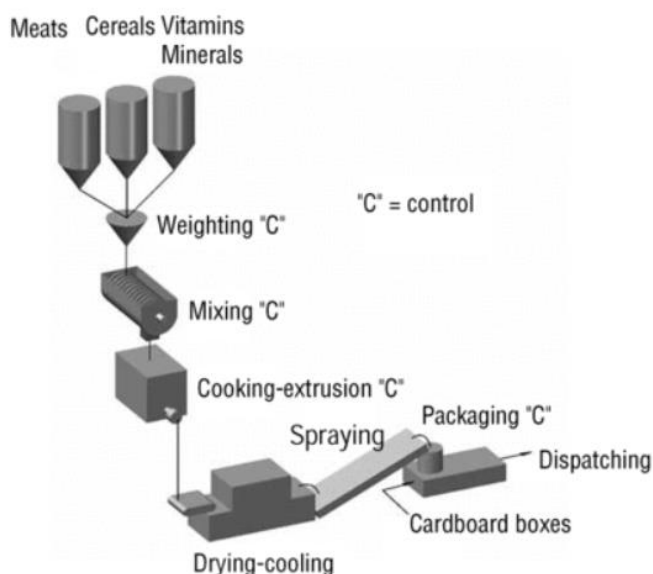 Meats Cereals Vitamins
Minerals
"C" = control
Weighting "C"
Mixing "C"
Cooking-extrusion "C"
Packaging "C"
Spraying
Dispatching
Cardboard boxes
Drying-cooling